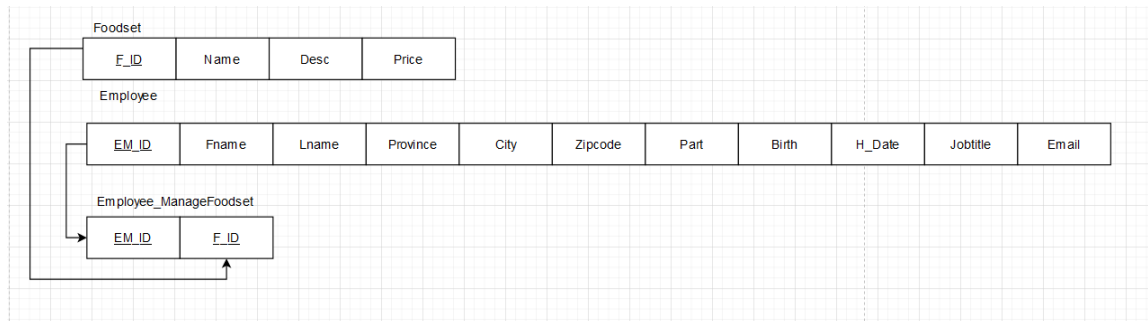 Foodset
F_ID Name Desc Price
Employee
EM_ID Fname Lname Province City Zipcode Part Birth H_Date Jobtitle Email
Employee_ManageFoodset
EM_ID F_ID